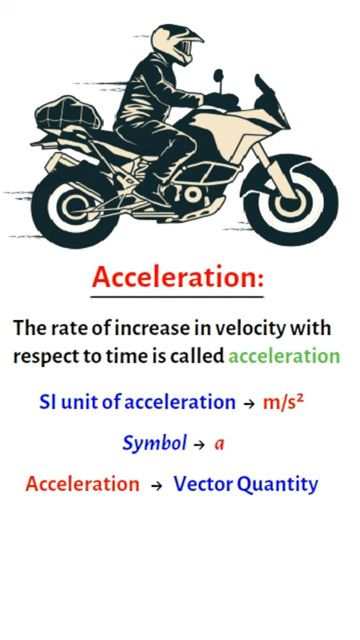 Acceleration:
The rate of increase in velocity with
respect to time is called acceleration
SI unit of acceleration → m/s²
Symbol → a
Acceleration → Vector Quantity